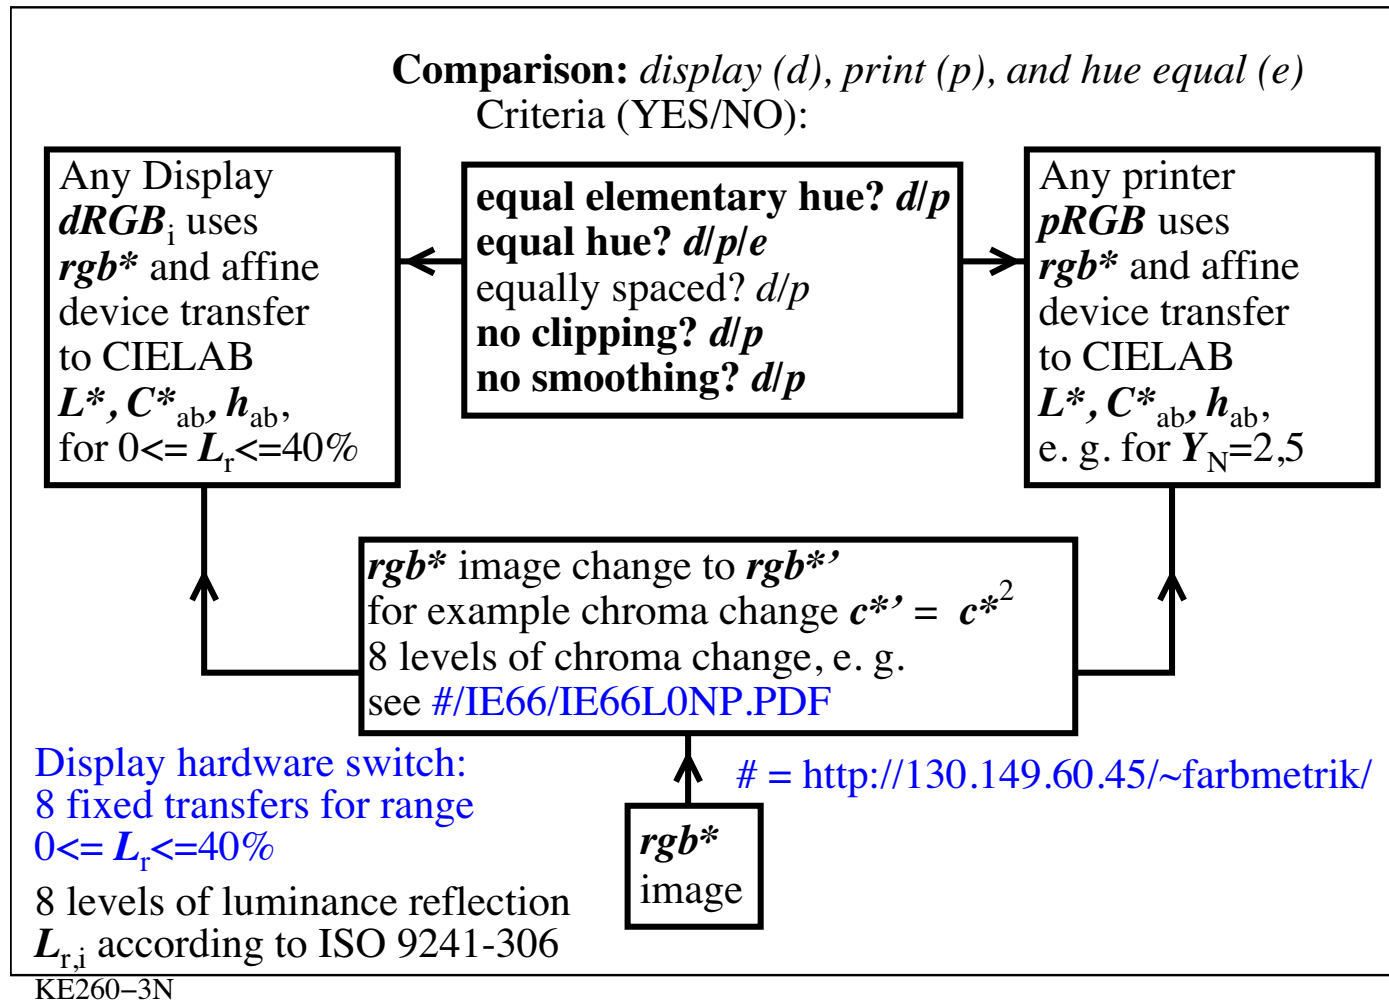 Comparison: display (d), print (p), and hue equal (e)
Criteria (YES/NO):
Any Display
dRGBi uses
rgb* and affine
device transfer
to CIELAB
L*, C*ab, hab,
for 0<= Lr<=40%
equal elementary hue? d/p
equal hue? d/p/e
equally spaced? d/p
no clipping? d/p
no smoothing? d/p
Any printer
pRGB uses
rgb* and affine
device transfer
to CIELAB
L*, C*ab, hab,
e. g. for YN=2,5
rgb* image change to rgb*’
for example chroma change c*’ = c*2
8 levels of chroma change, e. g.
see #/IE66/IE66L0NP.PDF
Display hardware switch:
8 fixed transfers for range
0<= Lr<=40%
# = http://130.149.60.45/~farbmetrik/
rgb*
image
8 levels of luminance reflection
Lr,i according to ISO 9241-306
KE260−3N